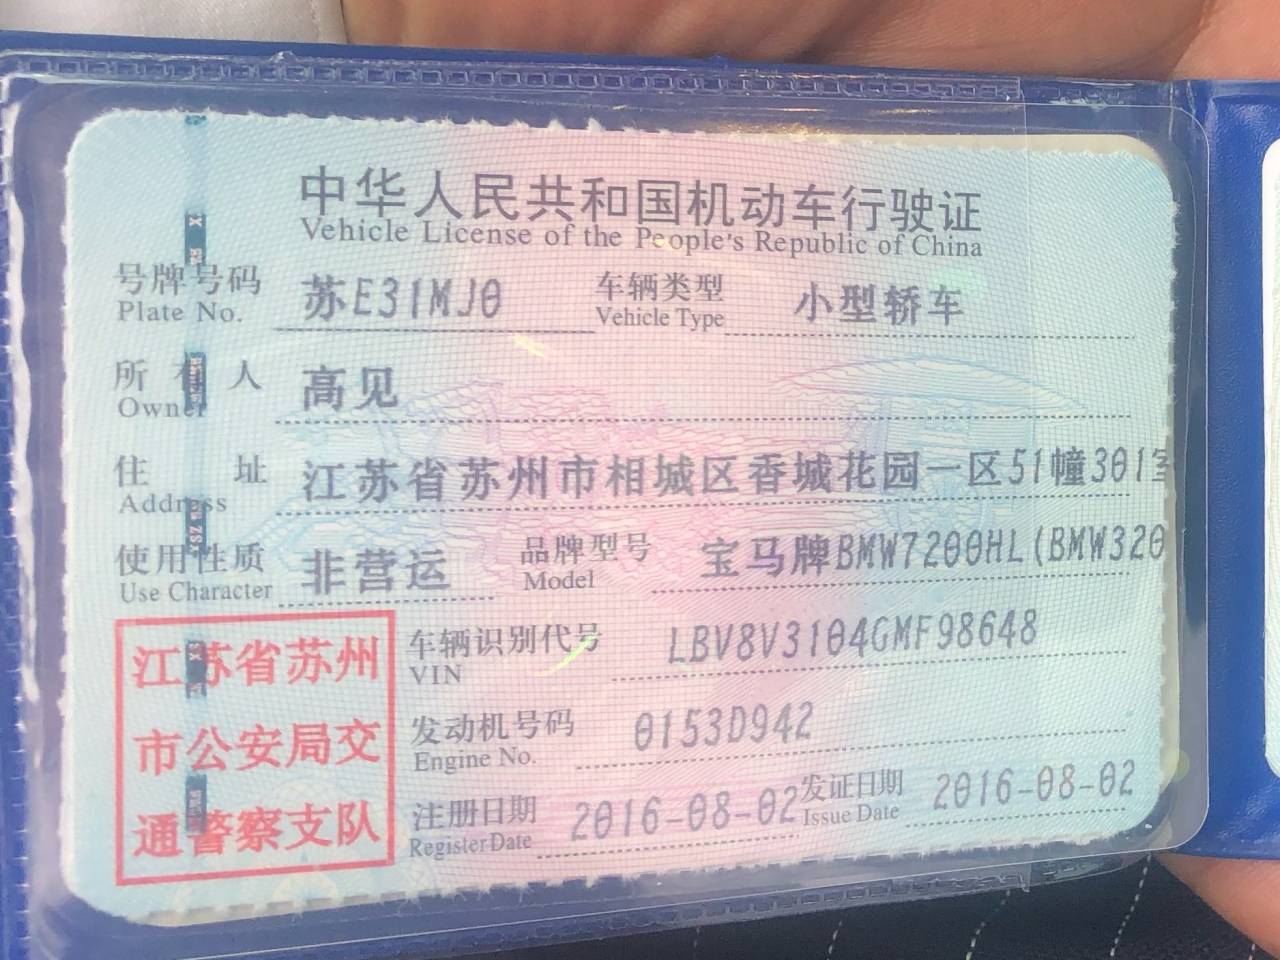 中华人民共和国机动车行驶证
Vehicle License of the People's Republic of China
号牌号码 苏E31MJ0 车辆类型 小型轿车
Plate No. Vehicle Type
所有人 高见
Owner
住址 江苏省苏州市相城区香城花园一区51幢301室
Address
使用性质 非营运 品牌型号 宝马牌BMW7200HL(BMW320
Use Character Model
江苏省苏州
市公安局交
通警察支队
车辆识别代号 LBV8V3104GMF98648
VIN
发动机号码 0153D942
Engine No.
注册日期 2016-08-02 发证日期 2016-08-02
Register Date Issue Date